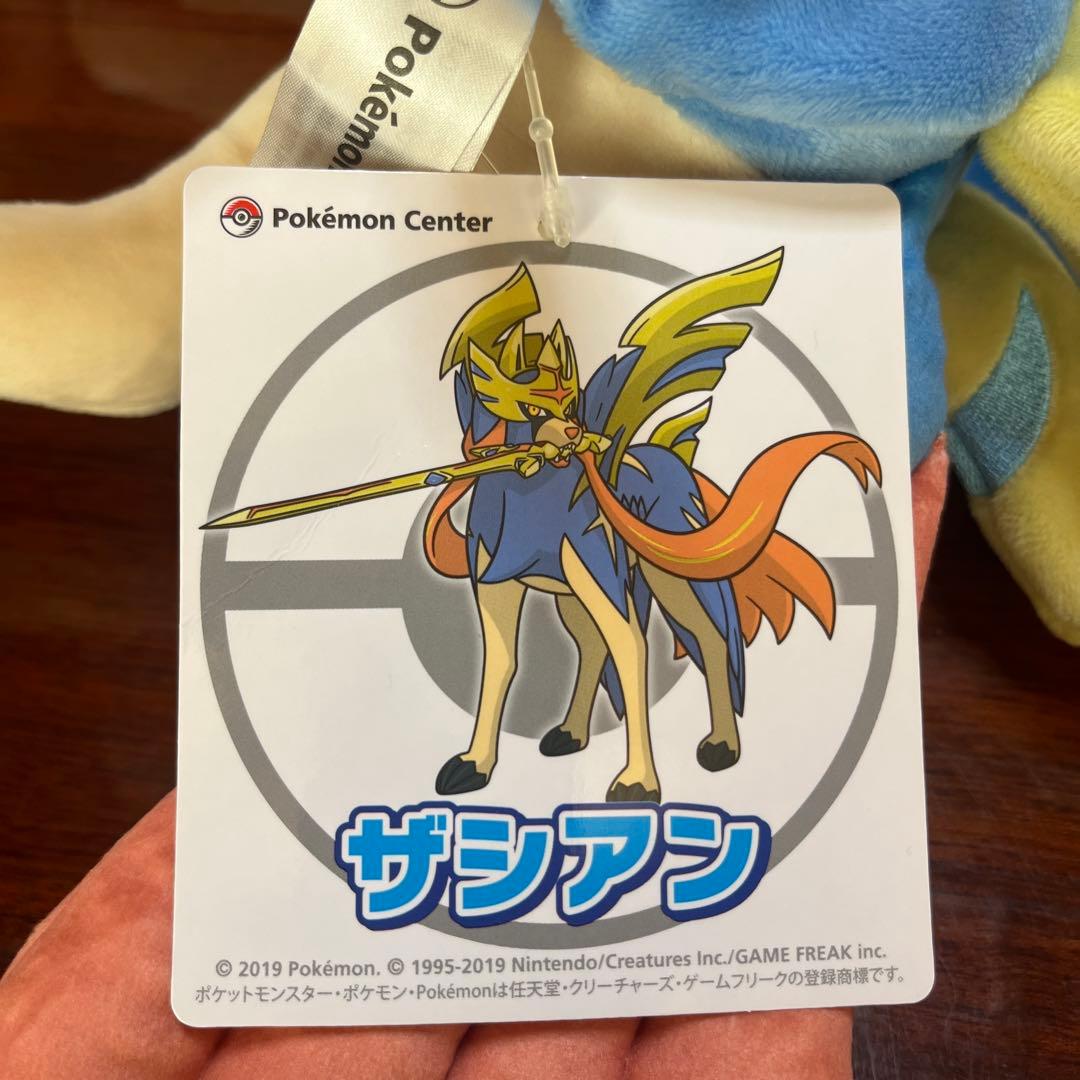 Pokémon
Pokémon Center
ザシアン
© 2019 Pokémon. © 1995-2019 Nintendo/Creatures Inc./GAME FREAK inc.
ポケットモンスター・ポケモン・Pokémonは任天堂・クリーチャーズ・ゲームフリークの登録商標です。